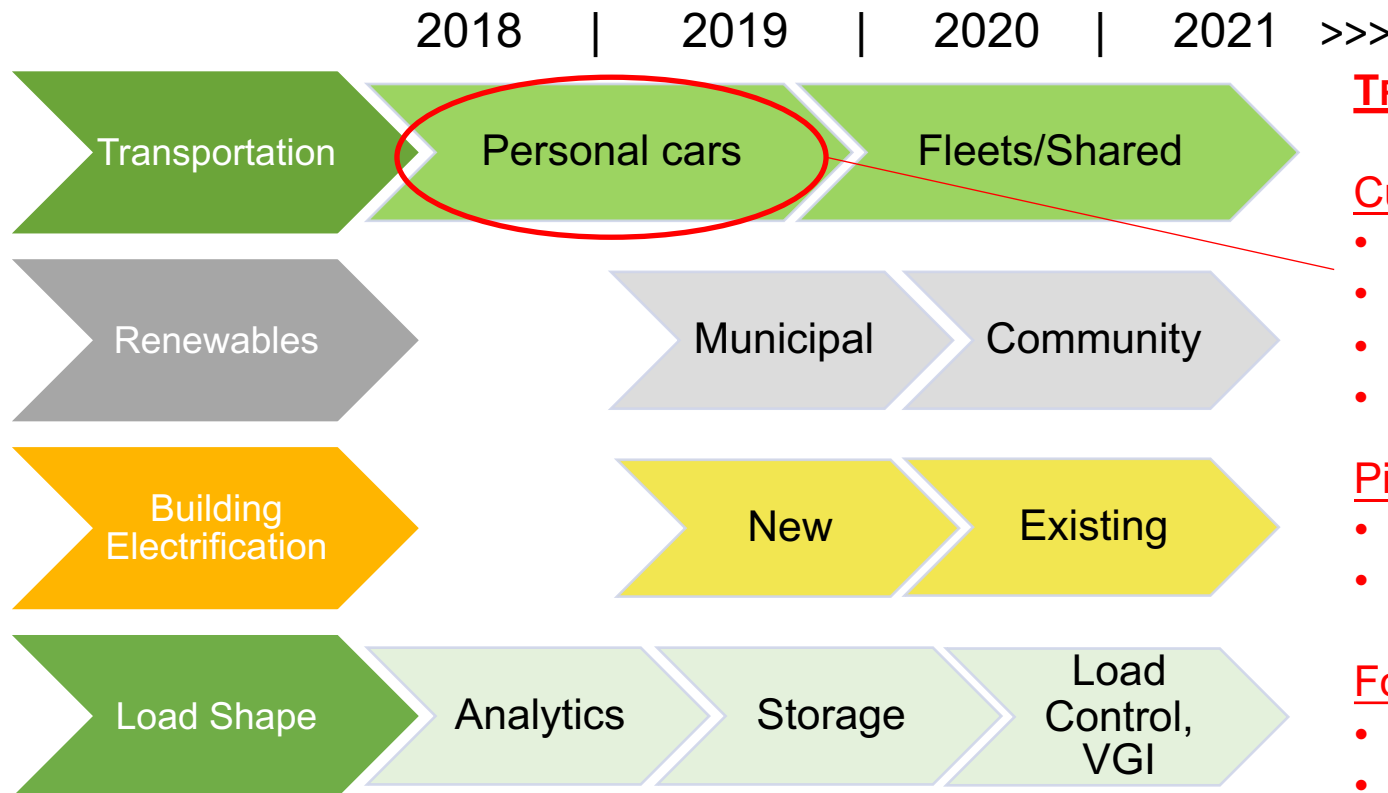 2018 | 2019 | 2020 | 2021 >>>
Transportation
Personal cars
Fleets/Shared
Renewables
Municipal
Community
Building
Electrification
New
Existing
Load Shape
Analytics
Storage
Load
Control,
VGI